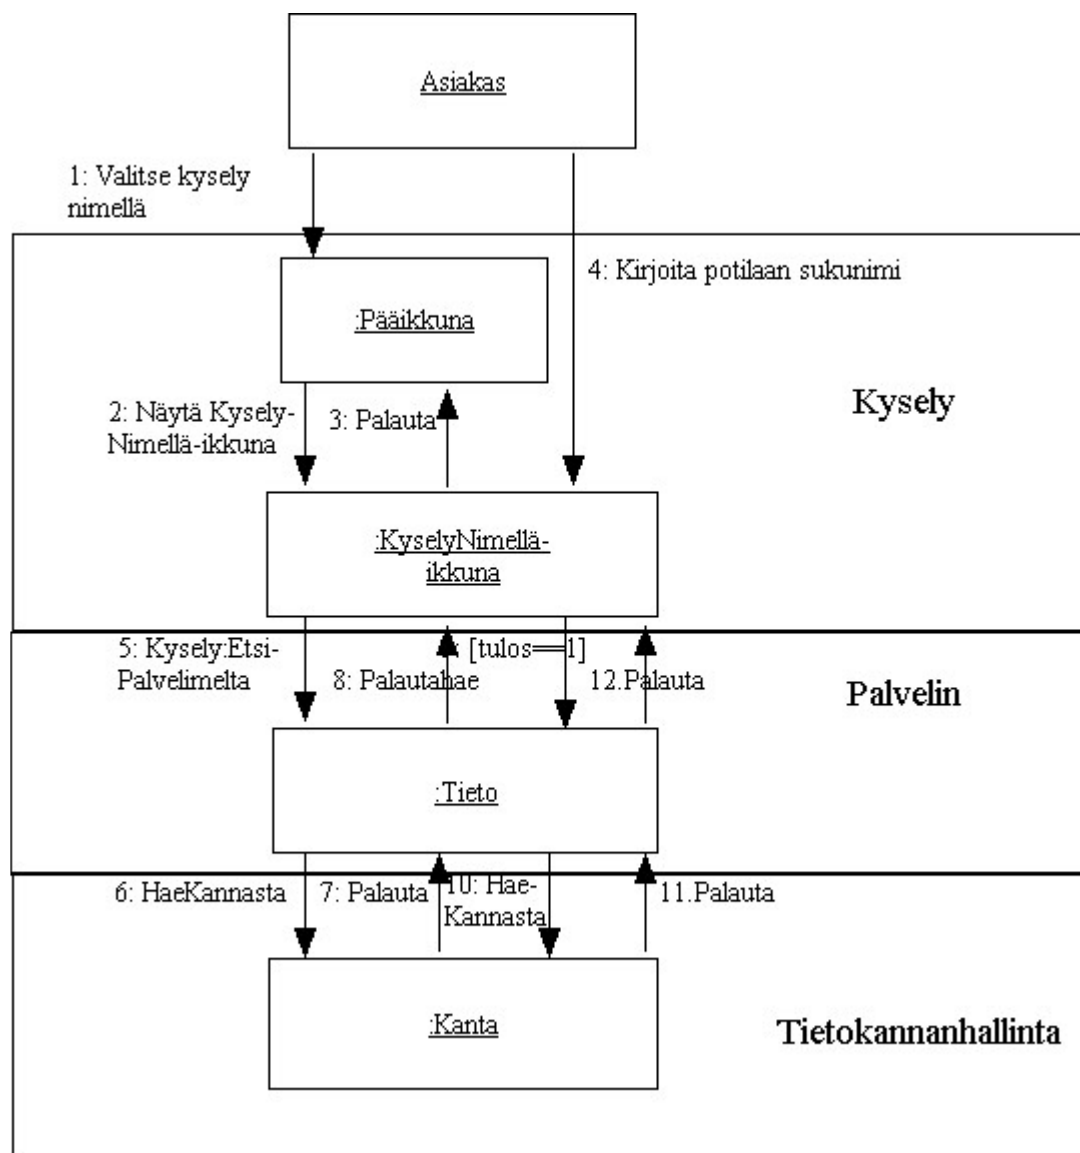 Asiakas
1: Valitse kysely
nimellä
4: Kirjoita potilaan sukunimi
:Pääikkuna
Kysely
2: Näytä Kysely-
Nimellä-ikkuna
3: Palauta
:KyselyNimellä-
ikkuna
5: Kysely:Etsi-
Palvelimelta
: [tulos==1]
8: Palauta
hae
12.Palauta
Palvelin
:Tieto
6: HaeKannasta
7: Palauta
10: Hae-
Kannasta
11.Palauta
:Kanta
Tietokannanhallinta